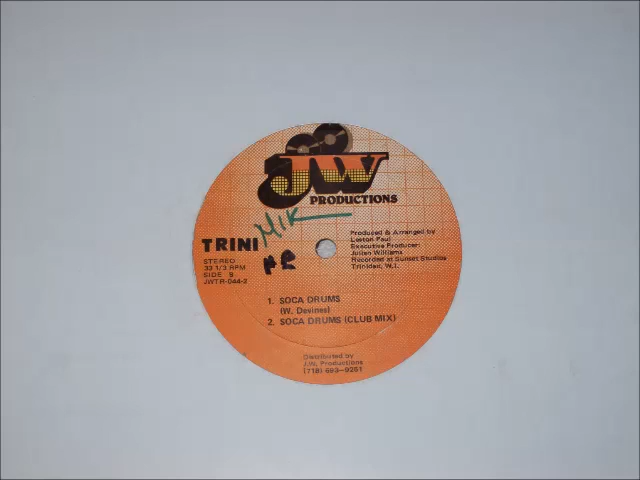 JW
PRODUCTIONS
MIK
TRINI
STEREO
33 1/3 RPM
SIDE B
JWTR-044-2
Produced & Arranged by
Leston Paul
Executive Producer:
Julien Williams
Recorded at Sunset Studios
Trinidad, W.I.
1. SOCA DRUMS
(W. Devines)
2. SOCA DRUMS (CLUB MIX)
Distributed by
J.W. Productions
(718) 693-9251